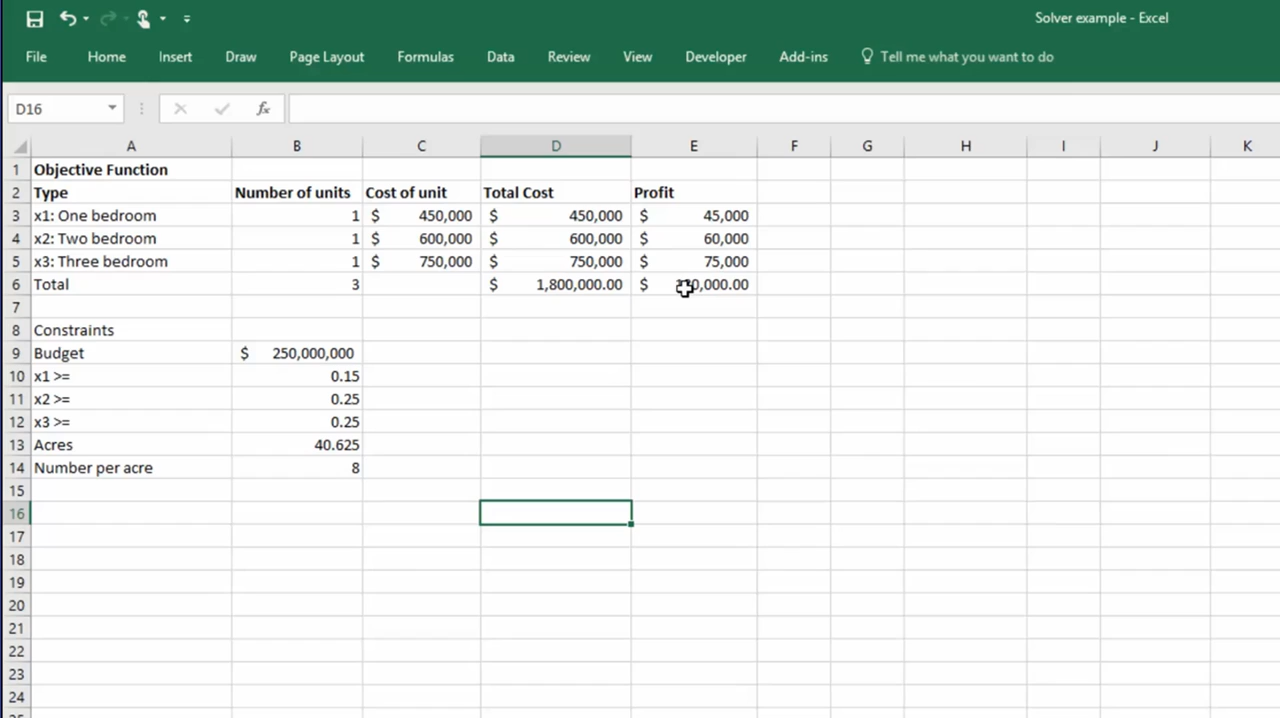 Solver example - Excel
File Home Insert Draw Page Layout Formulas Data Review View Developer Add-ins Tell me what you want to do
D16 fx
A B C D E F G H I J K
1 Objective Function
2 Type Number of units Cost of unit Total Cost Profit
3 x1: One bedroom 1 $ 450,000 $ 450,000 $ 45,000
4 x2: Two bedroom 1 $ 600,000 $ 600,000 $ 60,000
5 x3: Three bedroom 1 $ 750,000 $ 750,000 $ 75,000
6 Total 3 $ 1,800,000.00 $
7
8 Constraints
9 Budget $ 250,000,000
10 x1 >= 0.15
11 x2 >= 0.25
12 x3 >= 0.25
13 Acres 40.625
14 Number per acre 8
15
16
17
18
19
20
21
22
23
24